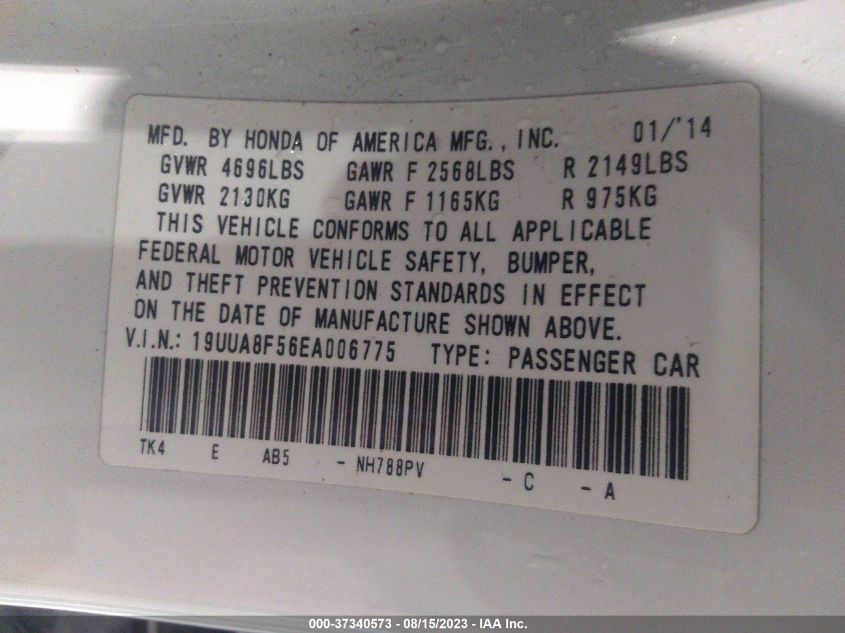 MFD. BY HONDA OF AMERICA MFG., INC. 01/'14
GVWR 4696LBS GAWR F 2568LBS R 2149LBS
GVWR 2130KG GAWR F 1165KG R 975KG
THIS VEHICLE CONFORMS TO ALL APPLICABLE
FEDERAL MOTOR VEHICLE SAFETY, BUMPER,
AND THEFT PREVENTION STANDARDS IN EFFECT
ON THE DATE OF MANUFACTURE SHOWN ABOVE.
V.I.N.: 19UUA8F56EA006775 TYPE: PASSENGER CAR
TK4 E AB5 - NH788PV - C - A
000-37340573 - 08/15/2023 - IAA Inc.